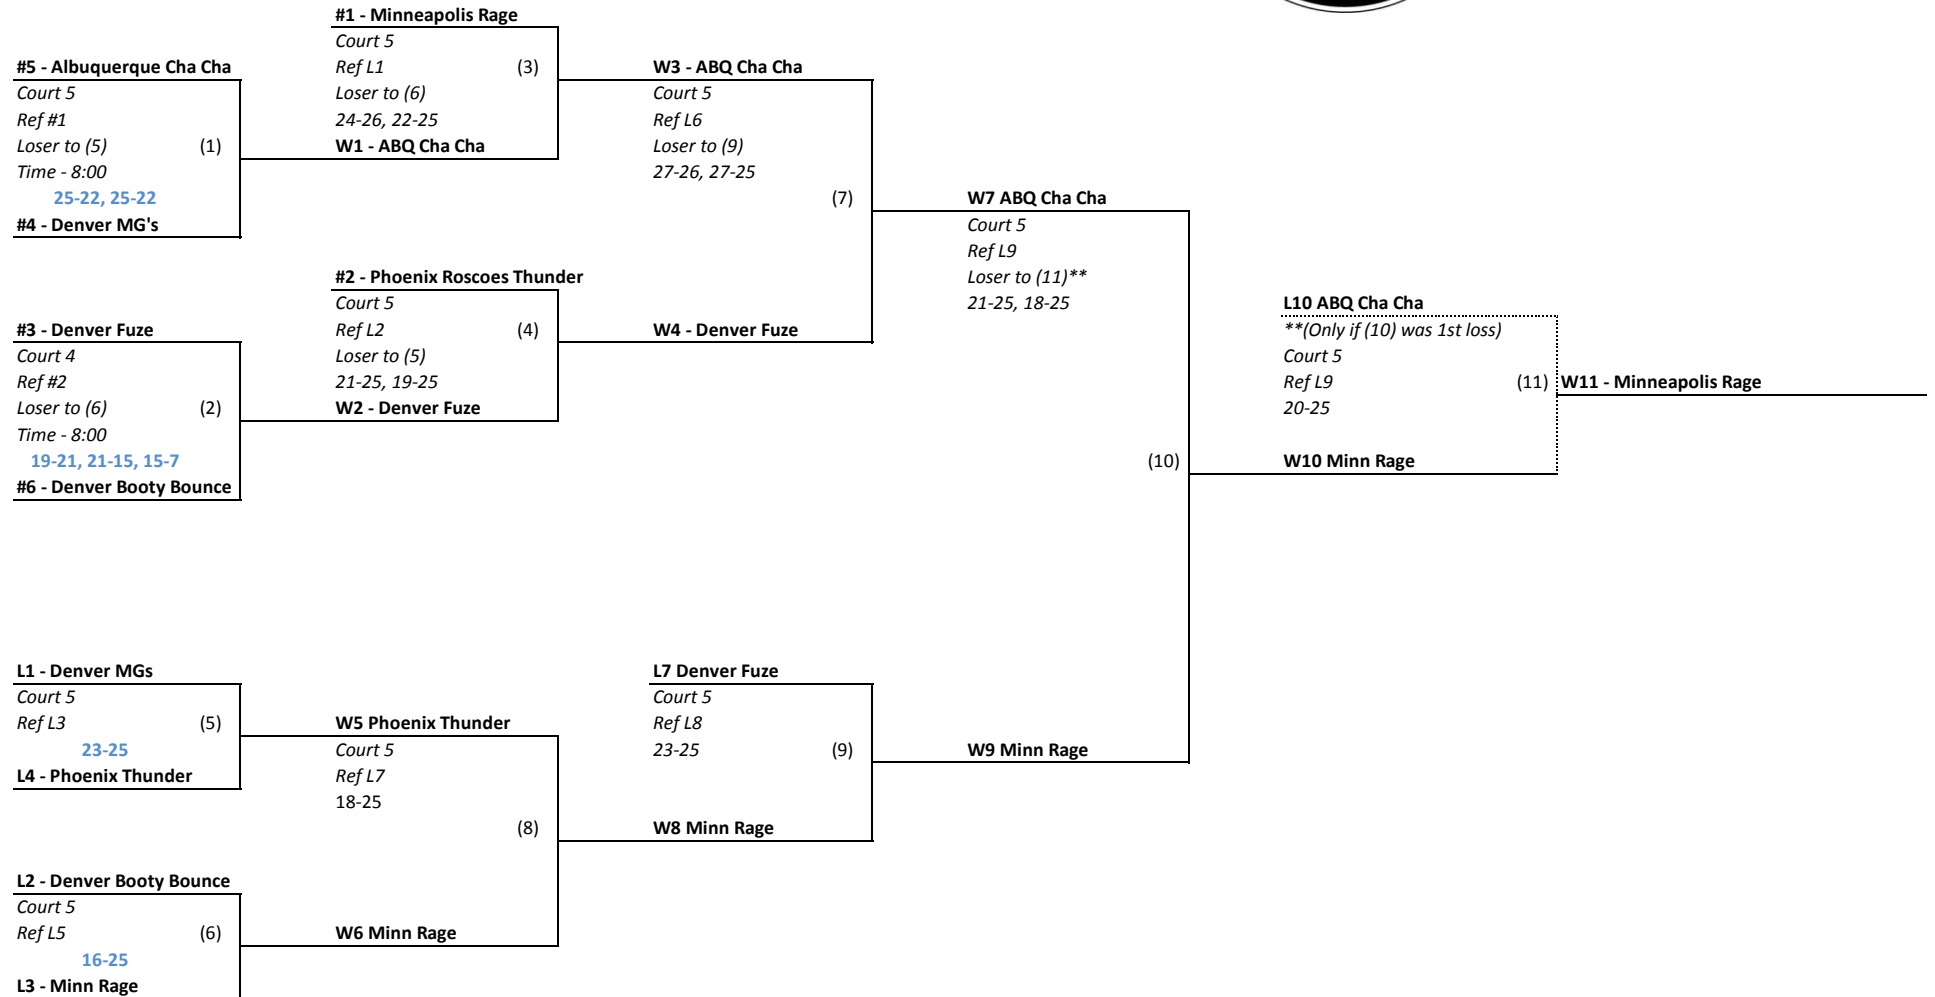 #1 - Minneapolis Rage
Court 5
Ref L1
(3)
Loser to (6)
24-26, 22-25
W1 - ABQ Cha Cha
#5 - Albuquerque Cha Cha
Court 5
Ref #1
Loser to (5)
(1)
Time - 8:00
25-22, 25-22
#4 - Denver MG's
W3 - ABQ Cha Cha
Court 5
Ref L6
Loser to (9)
27-26, 27-25
(7)
W7 ABQ Cha Cha
Court 5
Ref L9
Loser to (11)**
21-25, 18-25
#2 - Phoenix Roscoes Thunder
Court 5
Ref L2
(4)
Loser to (5)
21-25, 19-25
W2 - Denver Fuze
#3 - Denver Fuze
Court 4
Ref #2
Loser to (6)
(2)
Time - 8:00
19-21, 21-15, 15-7
#6 - Denver Booty Bounce
W4 - Denver Fuze
L10 ABQ Cha Cha
**(Only if (10) was 1st loss)
Court 5
Ref L9
(11)
20-25
W11 - Minneapolis Rage
(10)
W10 Minn Rage
L1 - Denver MGs
Court 5
Ref L3
(5)
23-25
L4 - Phoenix Thunder
W5 Phoenix Thunder
Court 5
Ref L7
18-25
(8)
L7 Denver Fuze
Court 5
Ref L8
23-25
(9)
W9 Minn Rage
W8 Minn Rage
L2 - Denver Booty Bounce
Court 5
Ref L5
(6)
16-25
L3 - Minn Rage
W6 Minn Rage